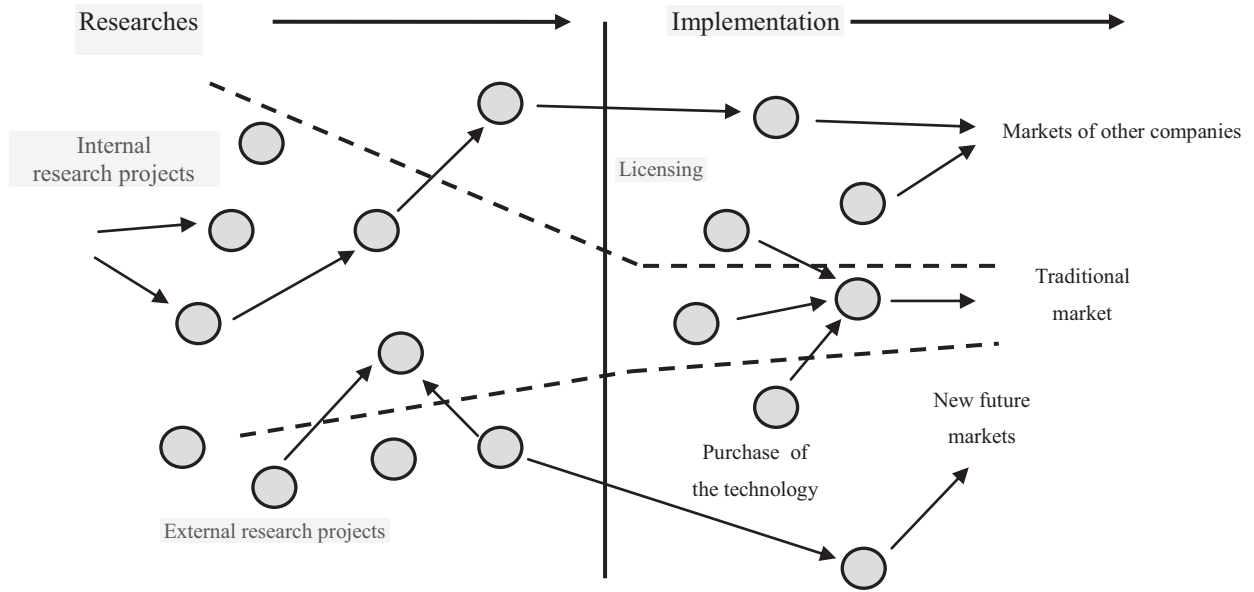 Researches
Implementation
Internal
research projects
Markets of other companies
Licensing
Traditional
market
New future
markets
Purchase of
the technology
External research projects